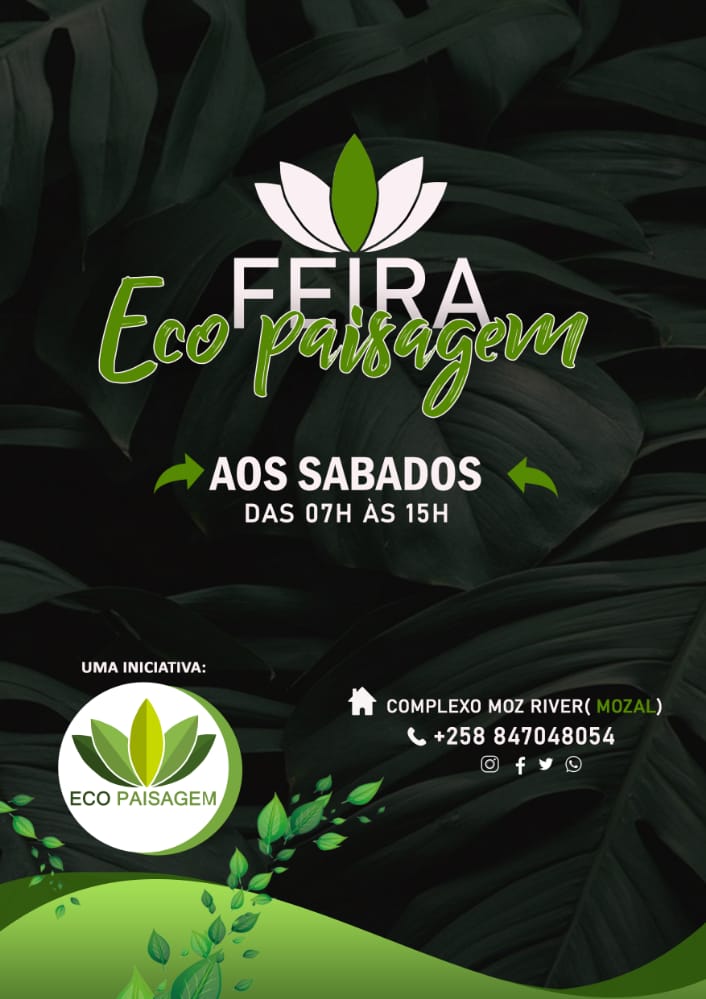 FEIRA
Eco paisagem
AOS SABADOS
DAS 07H ÀS 15H
UMA INICIATIVA:
ECO PAISAGEM
COMPLEXO MOZ RIVER( MOZAL)
+258 847048054